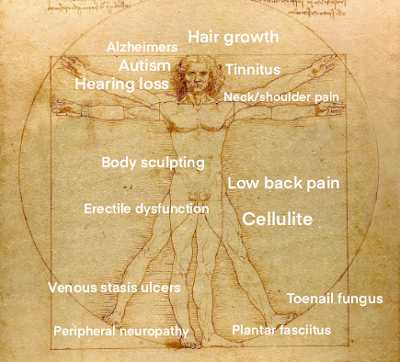 Hair growth
Alzheimers
Autism
Tinnitus
Hearing loss
Neck/shoulder pain
Body sculpting
Low back pain
Erectile dysfunction
Cellulite
Venous stasis ulcers
Toenail fungus
Peripheral neuropathy
Plantar fasciitus